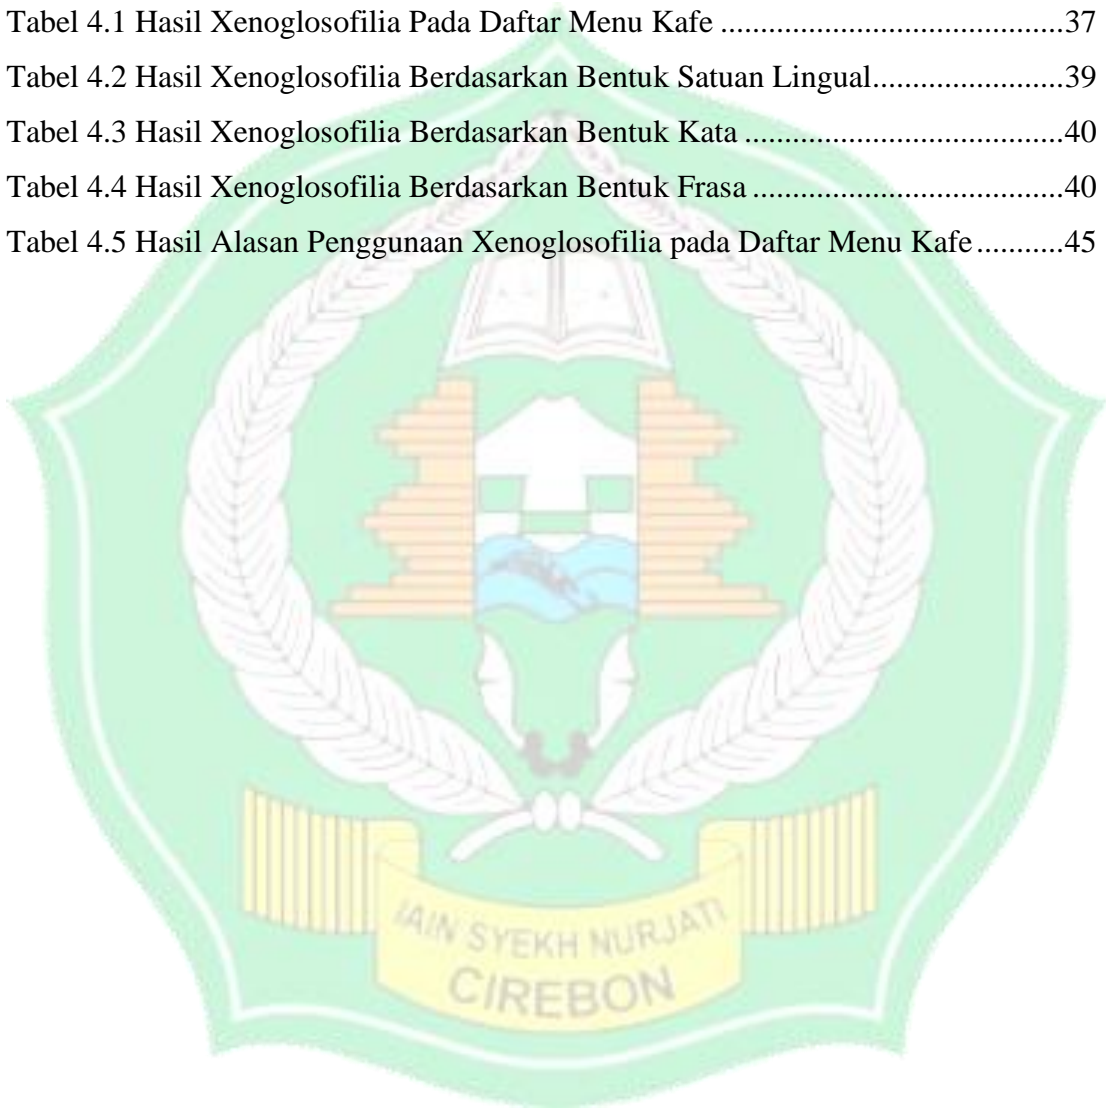 Tabel 4.1 Hasil Xenoglosofilia Pada Daftar Menu Kafe ...........................................37
Tabel 4.2 Hasil Xenoglosofilia Berdasarkan Bentuk Satuan Lingual........................39
Tabel 4.3 Hasil Xenoglosofilia Berdasarkan Bentuk Kata ........................................40
Tabel 4.4 Hasil Xenoglosofilia Berdasarkan Bentuk Frasa .......................................40
Tabel 4.5 Hasil Alasan Penggunaan Xenoglosofilia pada Daftar Menu Kafe ...........45
IAIN SYEKH NURJATI
CIREBON